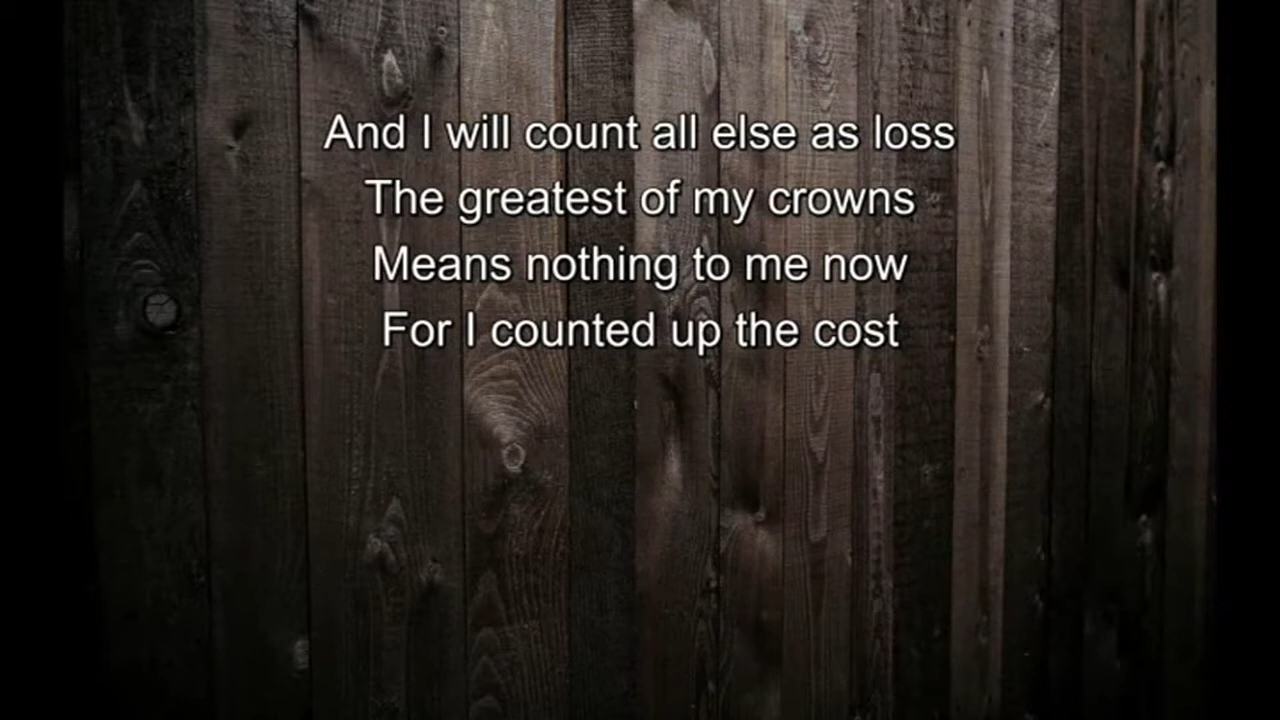 And I will count all else as loss
The greatest of my crowns
Means nothing to me now
For I counted up the cost